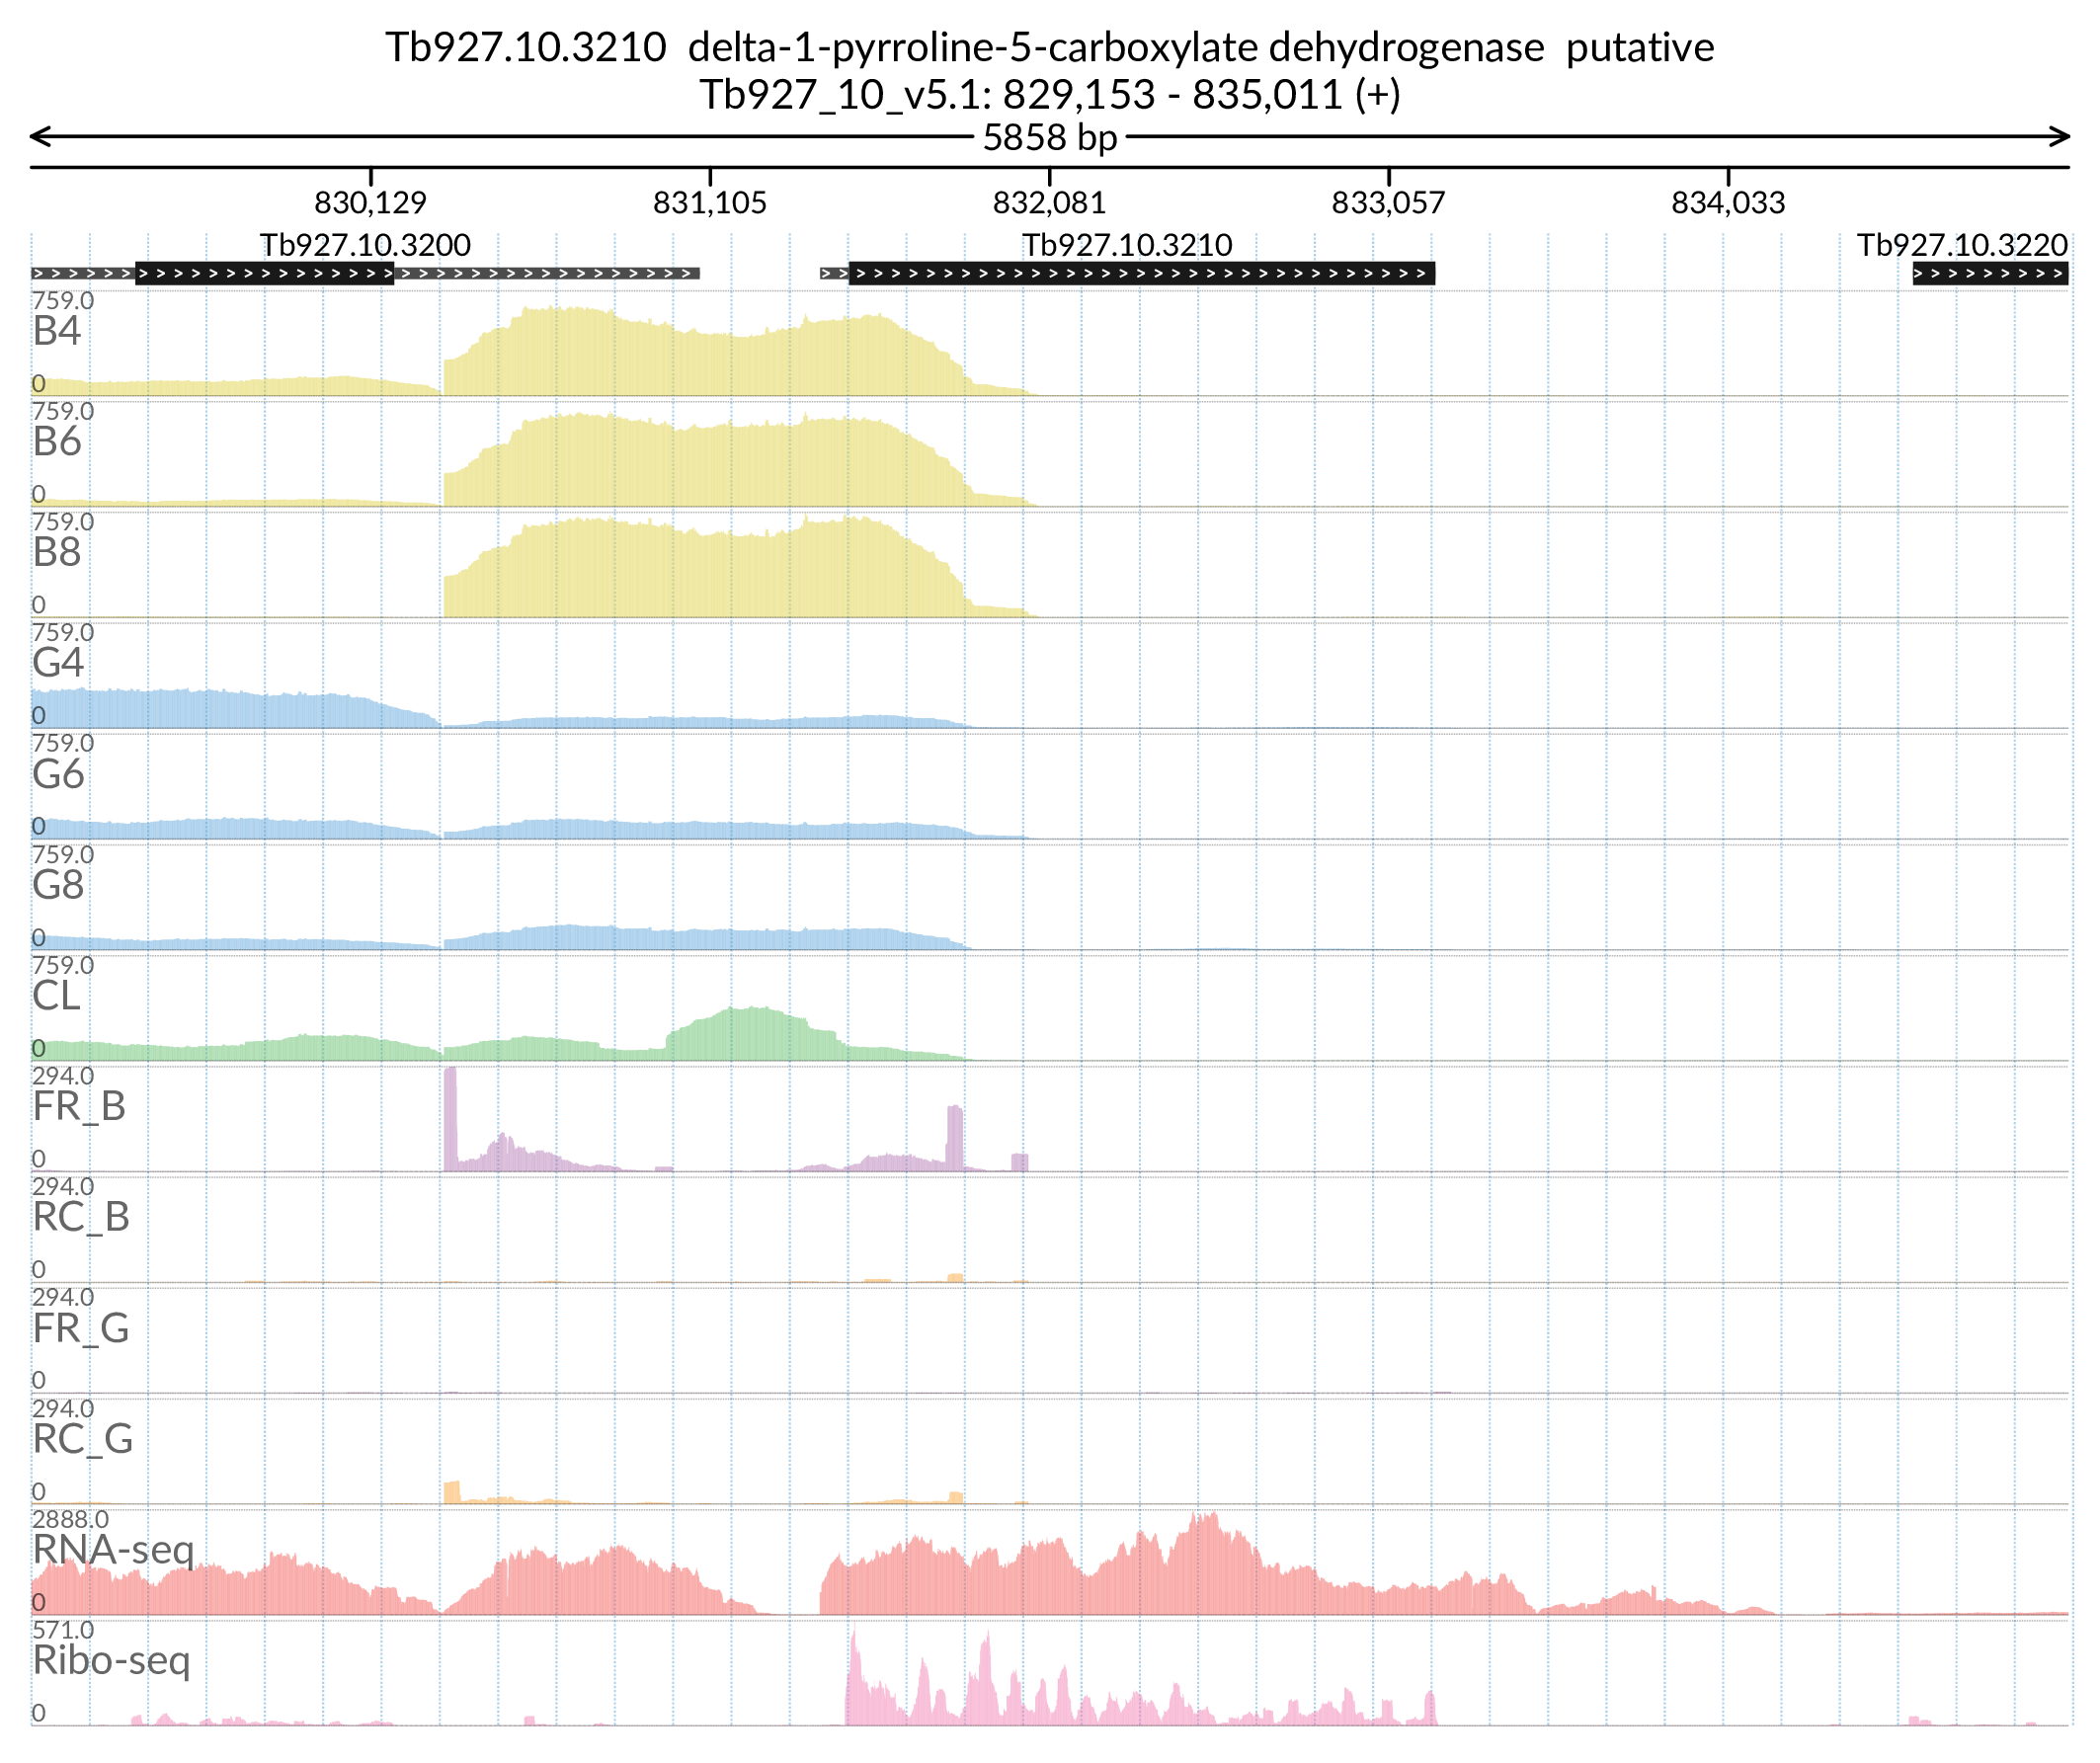 Tb927.10.3210 delta-1-pyrroline-5-carboxylate dehydrogenase putative
Tb927_10_v5.1: 829,153 - 835,011 (+)
5858 bp
830,129 831,105 832,081 833,057 834,033
Tb927.10.3200 Tb927.10.3210 Tb927.10.3220
759.0
B4
0
759.0
B6
0
759.0
B8
0
759.0
G4
0
759.0
G6
0
759.0
G8
0
759.0
CL
0
294.0
FR_B
0
294.0
RC_B
0
294.0
FR_G
0
294.0
RC_G
0
2888.0
RNA-seq
0
571.0
Ribo-seq
0